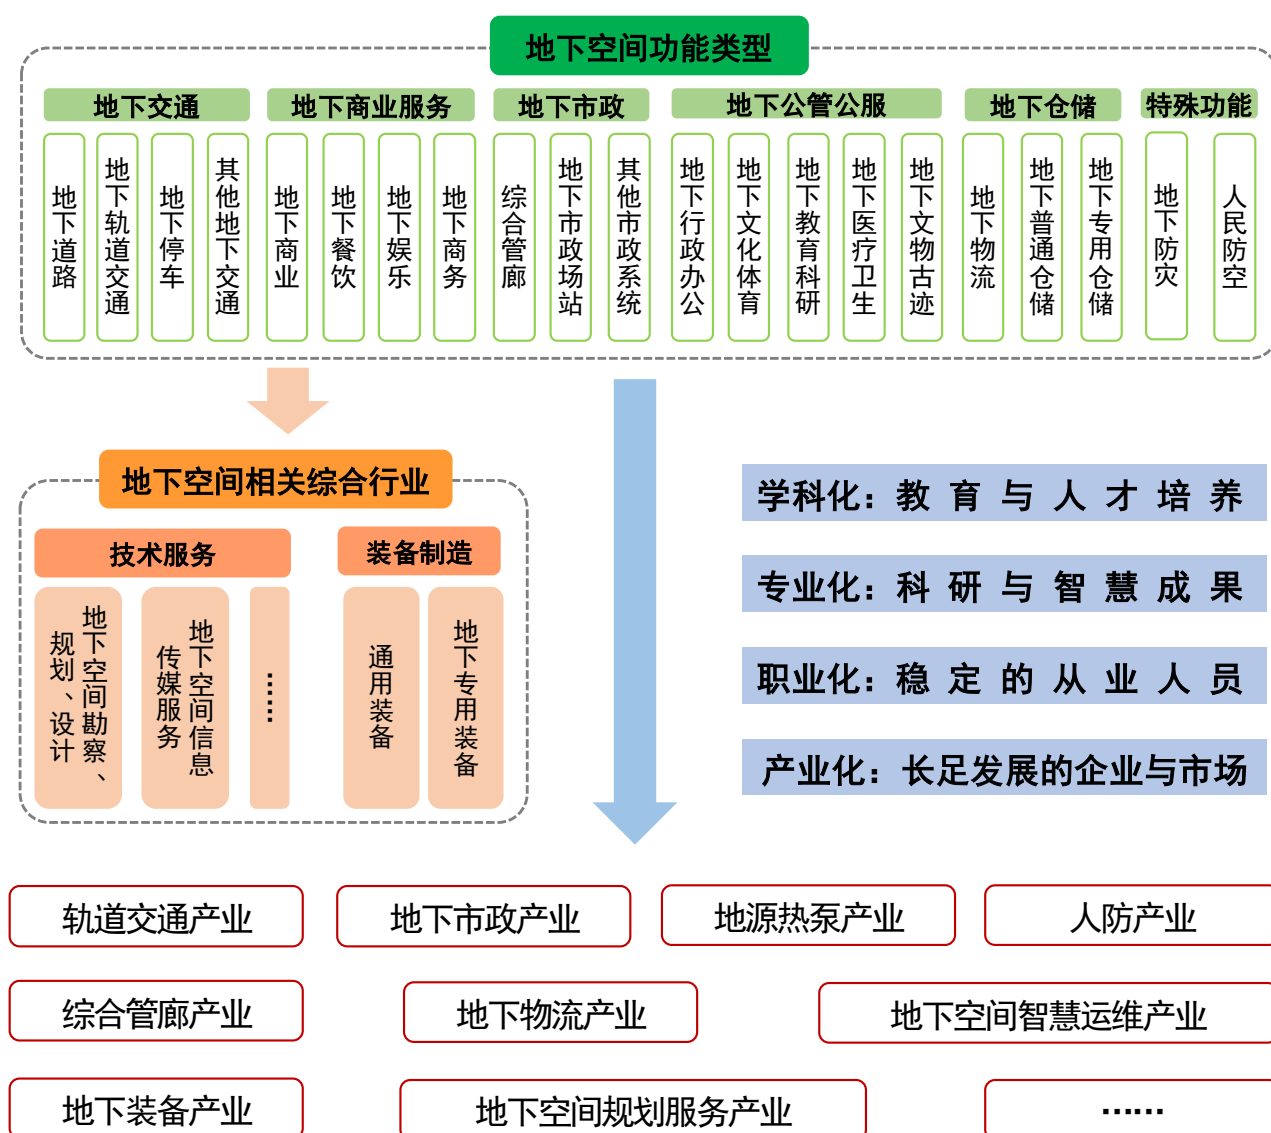 地下空间功能类型
地下交通
地下商业服务
地下市政
地下公管公服
地下仓储
特殊功能
地下道路
地下轨道交通
地下停车
其他地下交通
地下商业
地下餐饮
地下娱乐
地下商务
综合管廊
地下市政场站
其他市政系统
地下行政办公
地下文化体育
地下教育科研
地下医疗卫生
地下文物古迹
地下物流
地下普通仓储
地下专用仓储
地下防灾
人民防空
地下空间相关综合行业
技术服务
装备制造
地下空间勘察、
规划、设计
地下空间信息
传媒服务
……
通用装备
地下专用装备
学科化：教育与人才培养
专业化：科研与智慧成果
职业化：稳定的从业人员
产业化：长足发展的企业与市场
轨道交通产业
地下市政产业
地源热泵产业
人防产业
综合管廊产业
地下物流产业
地下空间智慧运维产业
地下装备产业
地下空间规划服务产业
……